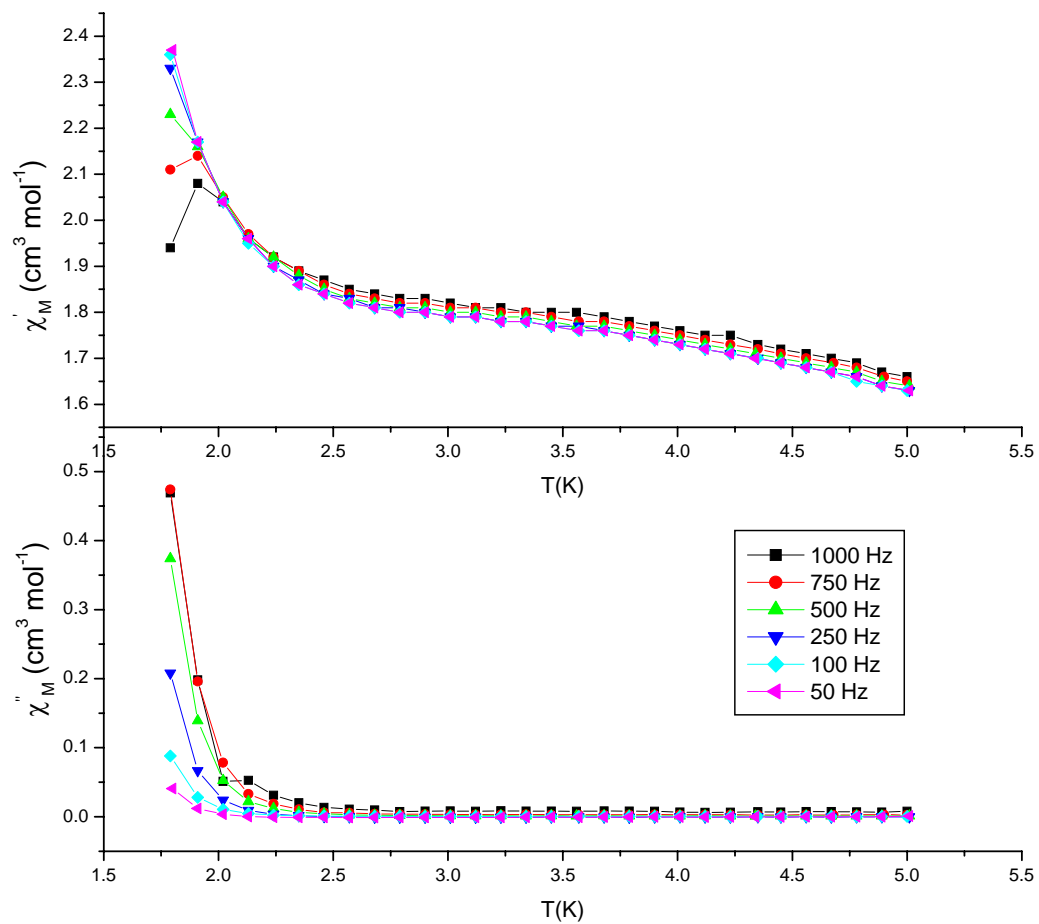 2.4
2.3
2.2
2.1
2.0
1.9
1.8
1.7
1.6
χ'M (cm³ mol⁻¹)
1.5 2.0 2.5 3.0 3.5 4.0 4.5 5.0 5.5
T(K)
0.5
0.4
0.3
0.2
0.1
0.0
χ''M (cm³ mol⁻¹)
1000 Hz
750 Hz
500 Hz
250 Hz
100 Hz
50 Hz
1.5 2.0 2.5 3.0 3.5 4.0 4.5 5.0 5.5
T(K)